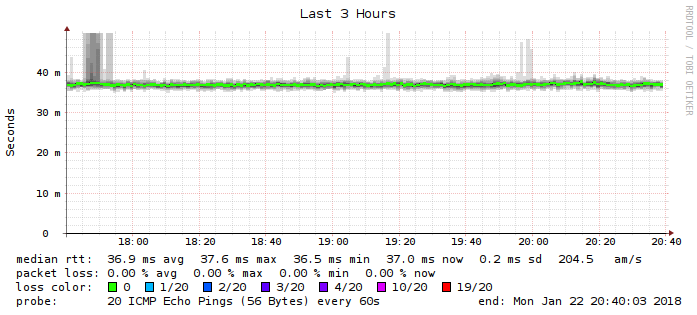 Last 3 Hours
RRDTOOL / TOBI OETIKER
Seconds
40 m
30 m
20 m
10 m
0
18:00 18:20 18:40 19:00 19:20 19:40 20:00 20:20 20:40
median rtt: 36.9 ms avg 37.6 ms max 36.5 ms min 37.0 ms now 0.2 ms sd 204.5 am/s
packet loss: 0.00 % avg 0.00 % max 0.00 % min 0.00 % now
loss color: 0 1/20 2/20 3/20 4/20 10/20 19/20
probe: 20 ICMP Echo Pings (56 Bytes) every 60s end: Mon Jan 22 20:40:03 2018